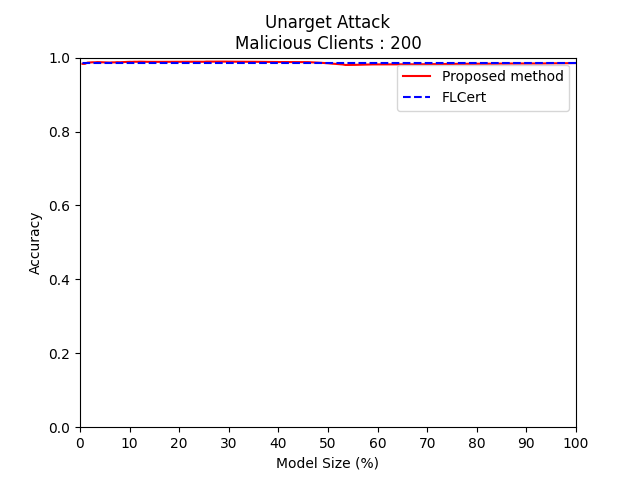 Unarget Attack
Malicious Clients : 200
1.0
0.8
0.6
0.4
0.2
0.0
Accuracy
Proposed method
FLCert
0 10 20 30 40 50 60 70 80 90 100
Model Size (%)